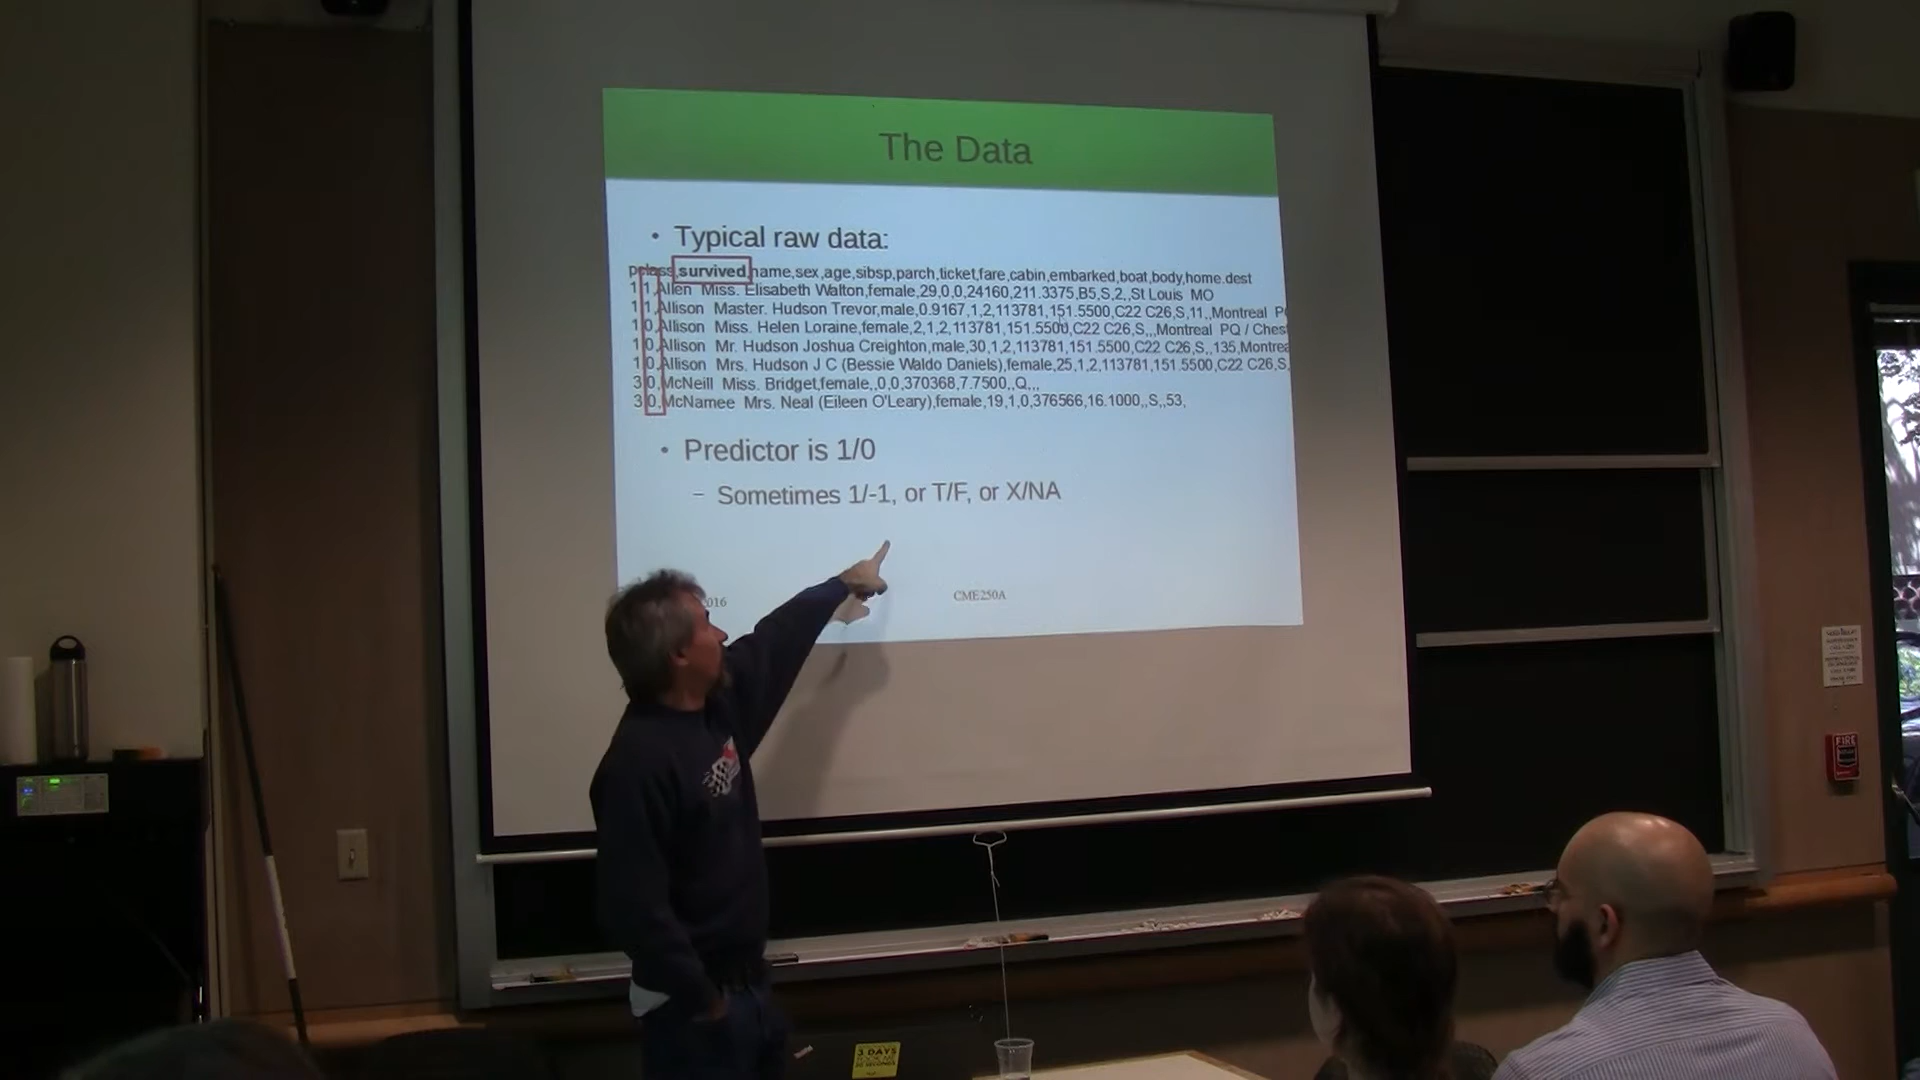 The Data
• Typical raw data:
pclass,survived,name,sex,age,sibsp,parch,ticket,fare,cabin,embarked,boat,body,home.dest
1,1,Allen Miss. Elisabeth Walton,female,29,0,0,24160,211.3375,B5,S,2,,St Louis MO
1,1,Allison Master. Hudson Trevor,male,0.9167,1,2,113781,151.5500,C22 C26,S,11,,Montreal
1,0,Allison Miss. Helen Loraine,female,2,1,2,113781,151.5500,C22 C26,S,,,Montreal PQ / Ches
1,0,Allison Mr. Hudson Joshua Creighton,male,30,1,2,113781,151.5500,C22 C26,S,,135,Montrea
1,0,Allison Mrs. Hudson J C (Bessie Waldo Daniels),female,25,1,2,113781,151.5500,C22 C26,S,
3,0,McNeill Miss. Bridget,female,,0,0,370368,7.7500,,Q,,,
3,0,McNamee Mrs. Neal (Eileen O'Leary),female,19,1,0,376566,16.1000,,S,,53,
• Predictor is 1/0
– Sometimes 1/-1, or T/F, or X/NA
2016
CME250A
FIRE
3 DAYS